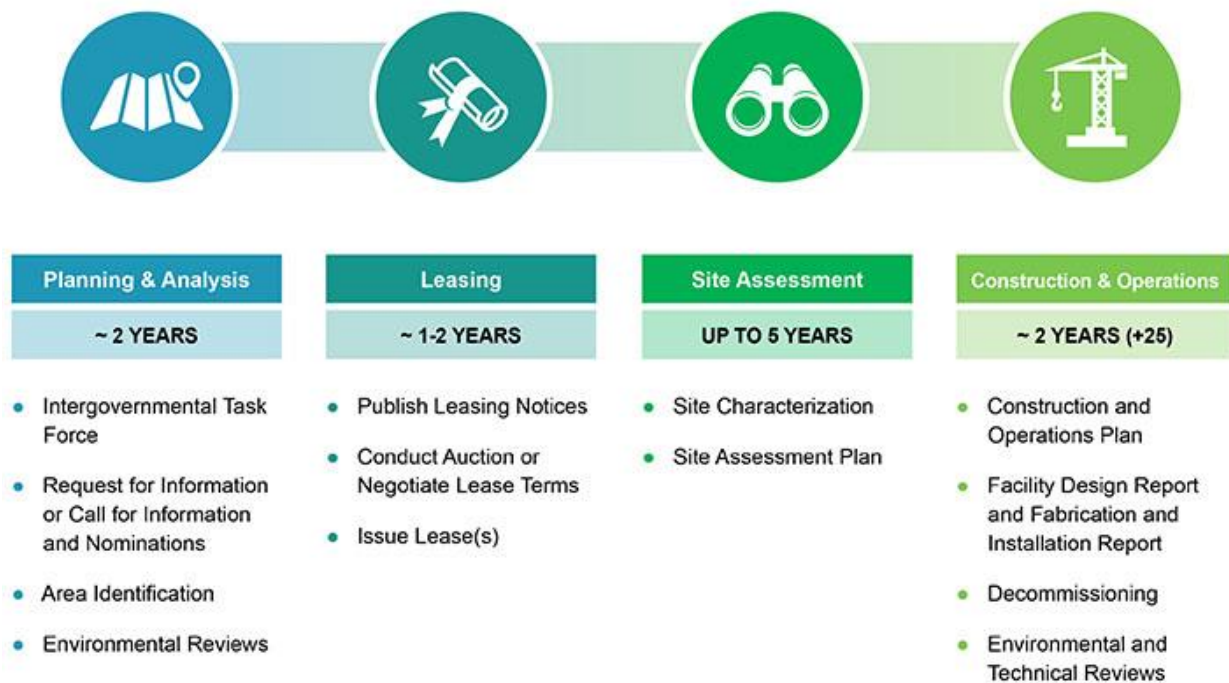 Planning & Analysis
~ 2 YEARS
• Intergovernmental Task
Force
• Request for Information
or Call for Information
and Nominations
• Area Identification
• Environmental Reviews
Leasing
~ 1-2 YEARS
• Publish Leasing Notices
• Conduct Auction or
Negotiate Lease Terms
• Issue Lease(s)
Site Assessment
UP TO 5 YEARS
• Site Characterization
• Site Assessment Plan
Construction & Operations
~ 2 YEARS (+25)
• Construction and
Operations Plan
• Facility Design Report
and Fabrication and
Installation Report
• Decommissioning
• Environmental and
Technical Reviews